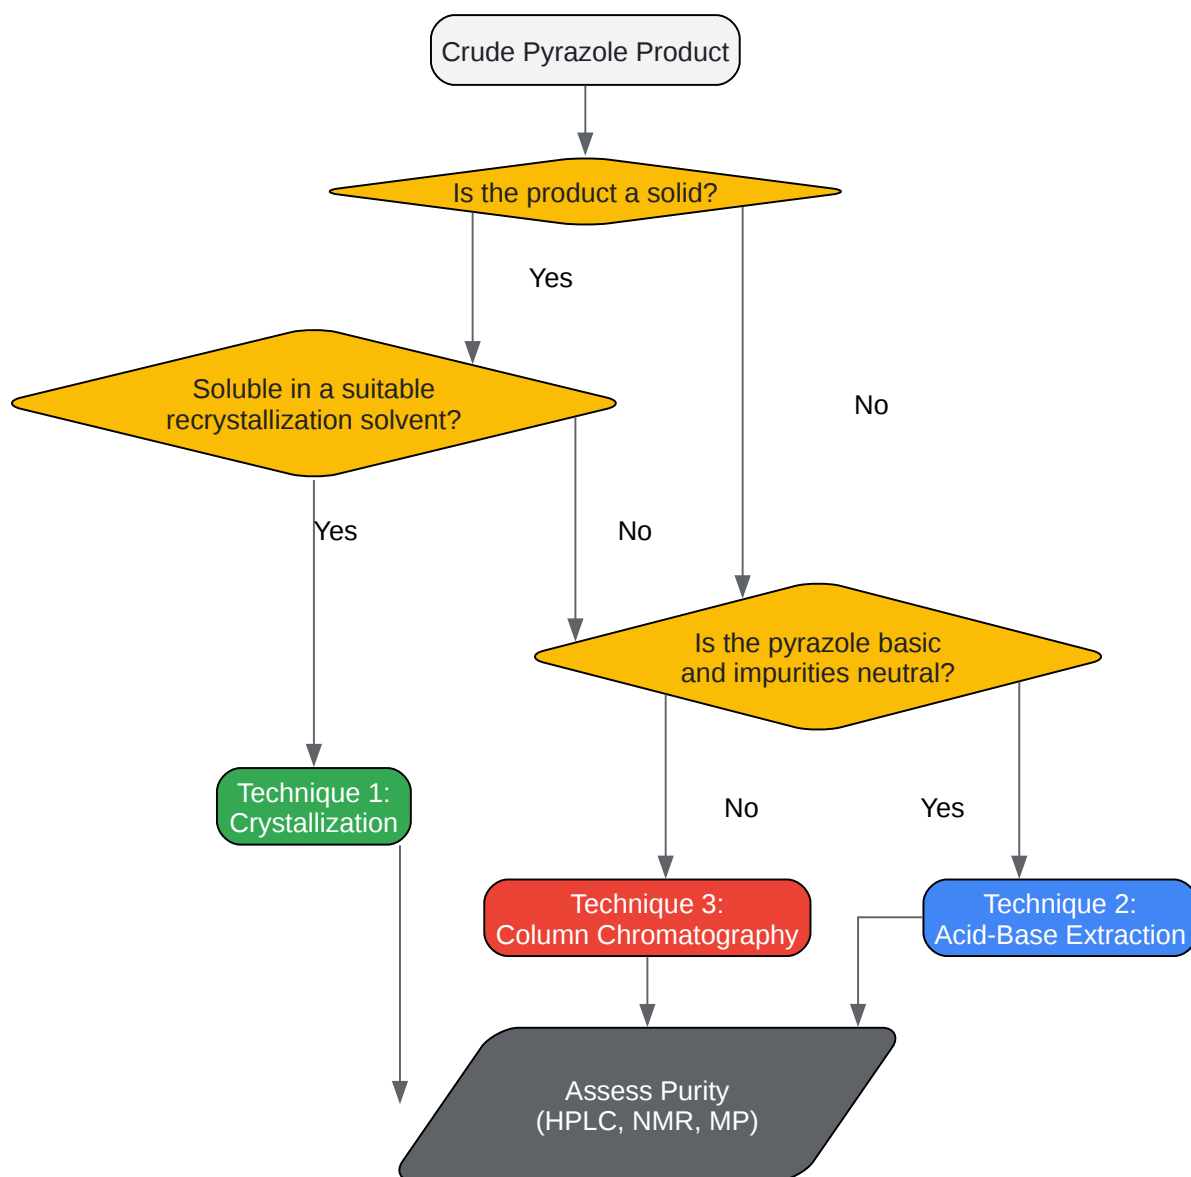 Crude Pyrazole Product
Is the product a solid?
Yes
Soluble in a suitable
recrystallization solvent?
No
Yes
No
Is the pyrazole basic
and impurities neutral?
Technique 1:
Crystallization
No
Yes
Technique 3:
Column Chromatography
Technique 2:
Acid-Base Extraction
Assess Purity
(HPLC, NMR, MP)